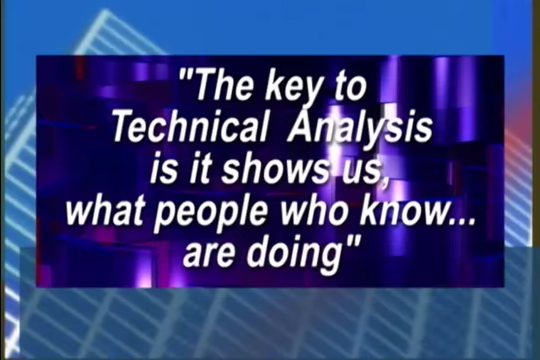 "The key to
Technical Analysis
is it shows us,
what people who know...
are doing"